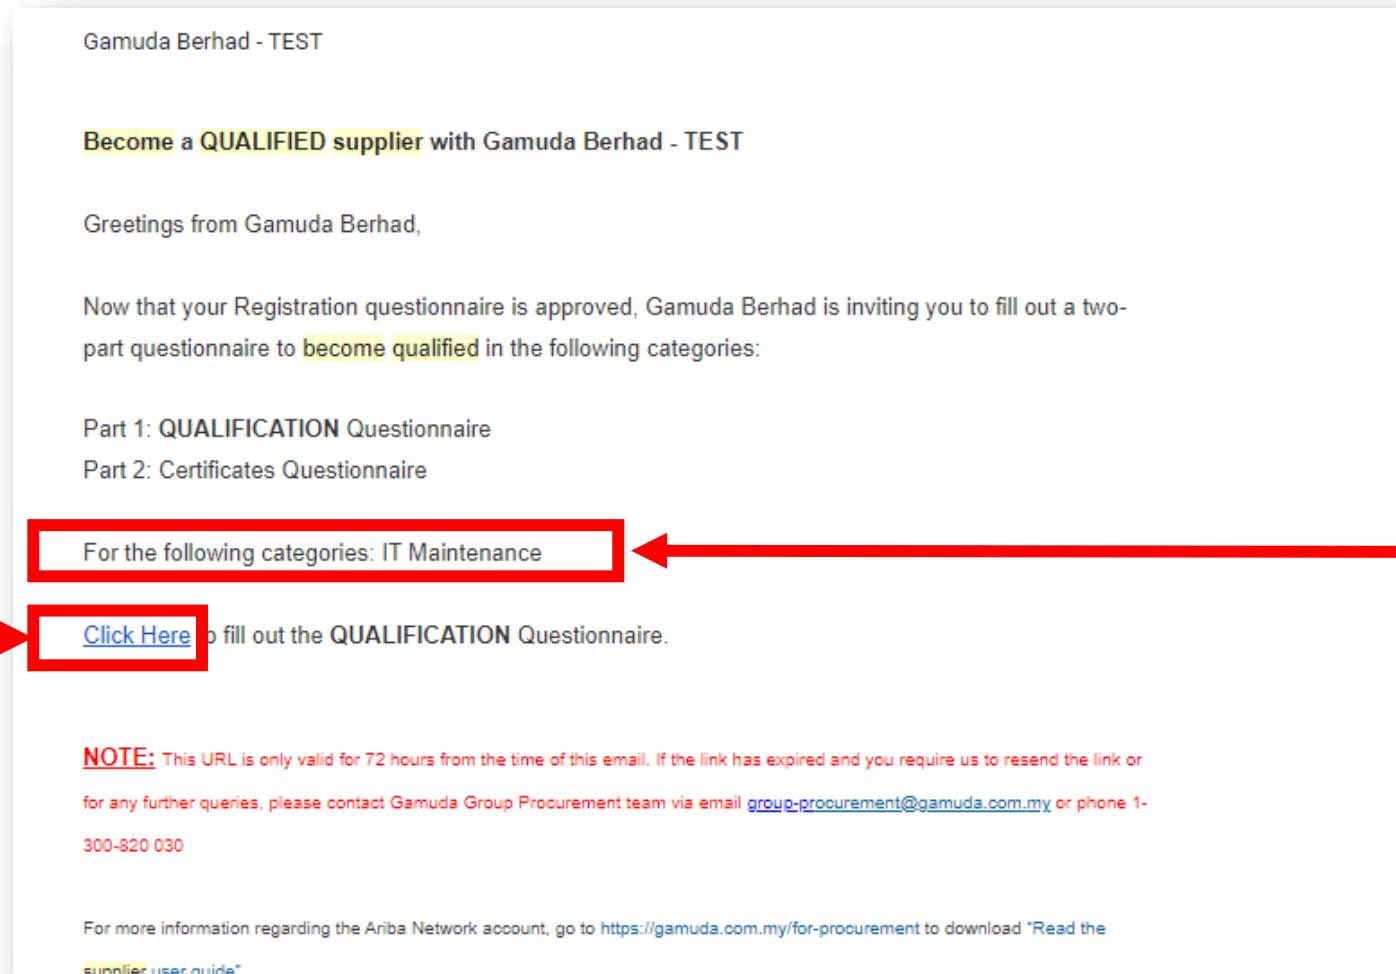 Gamuda Berhad - TEST
Become a QUALIFIED supplier with Gamuda Berhad - TEST
Greetings from Gamuda Berhad,
Now that your Registration questionnaire is approved, Gamuda Berhad is inviting you to fill out a two-
part questionnaire to become qualified in the following categories:
Part 1: QUALIFICATION Questionnaire
Part 2: Certificates Questionnaire
For the following categories: IT Maintenance
Click Here o fill out the QUALIFICATION Questionnaire.
NOTE: This URL is only valid for 72 hours from the time of this email. If the link has expired and you require us to resend the link or
for any further queries, please contact Gamuda Group Procurement team via email group-procurement@gamuda.com.my or phone 1-
300-820 030
For more information regarding the Ariba Network account, go to https://gamuda.com.my/for-procurement to download "Read the
supplier user guide"